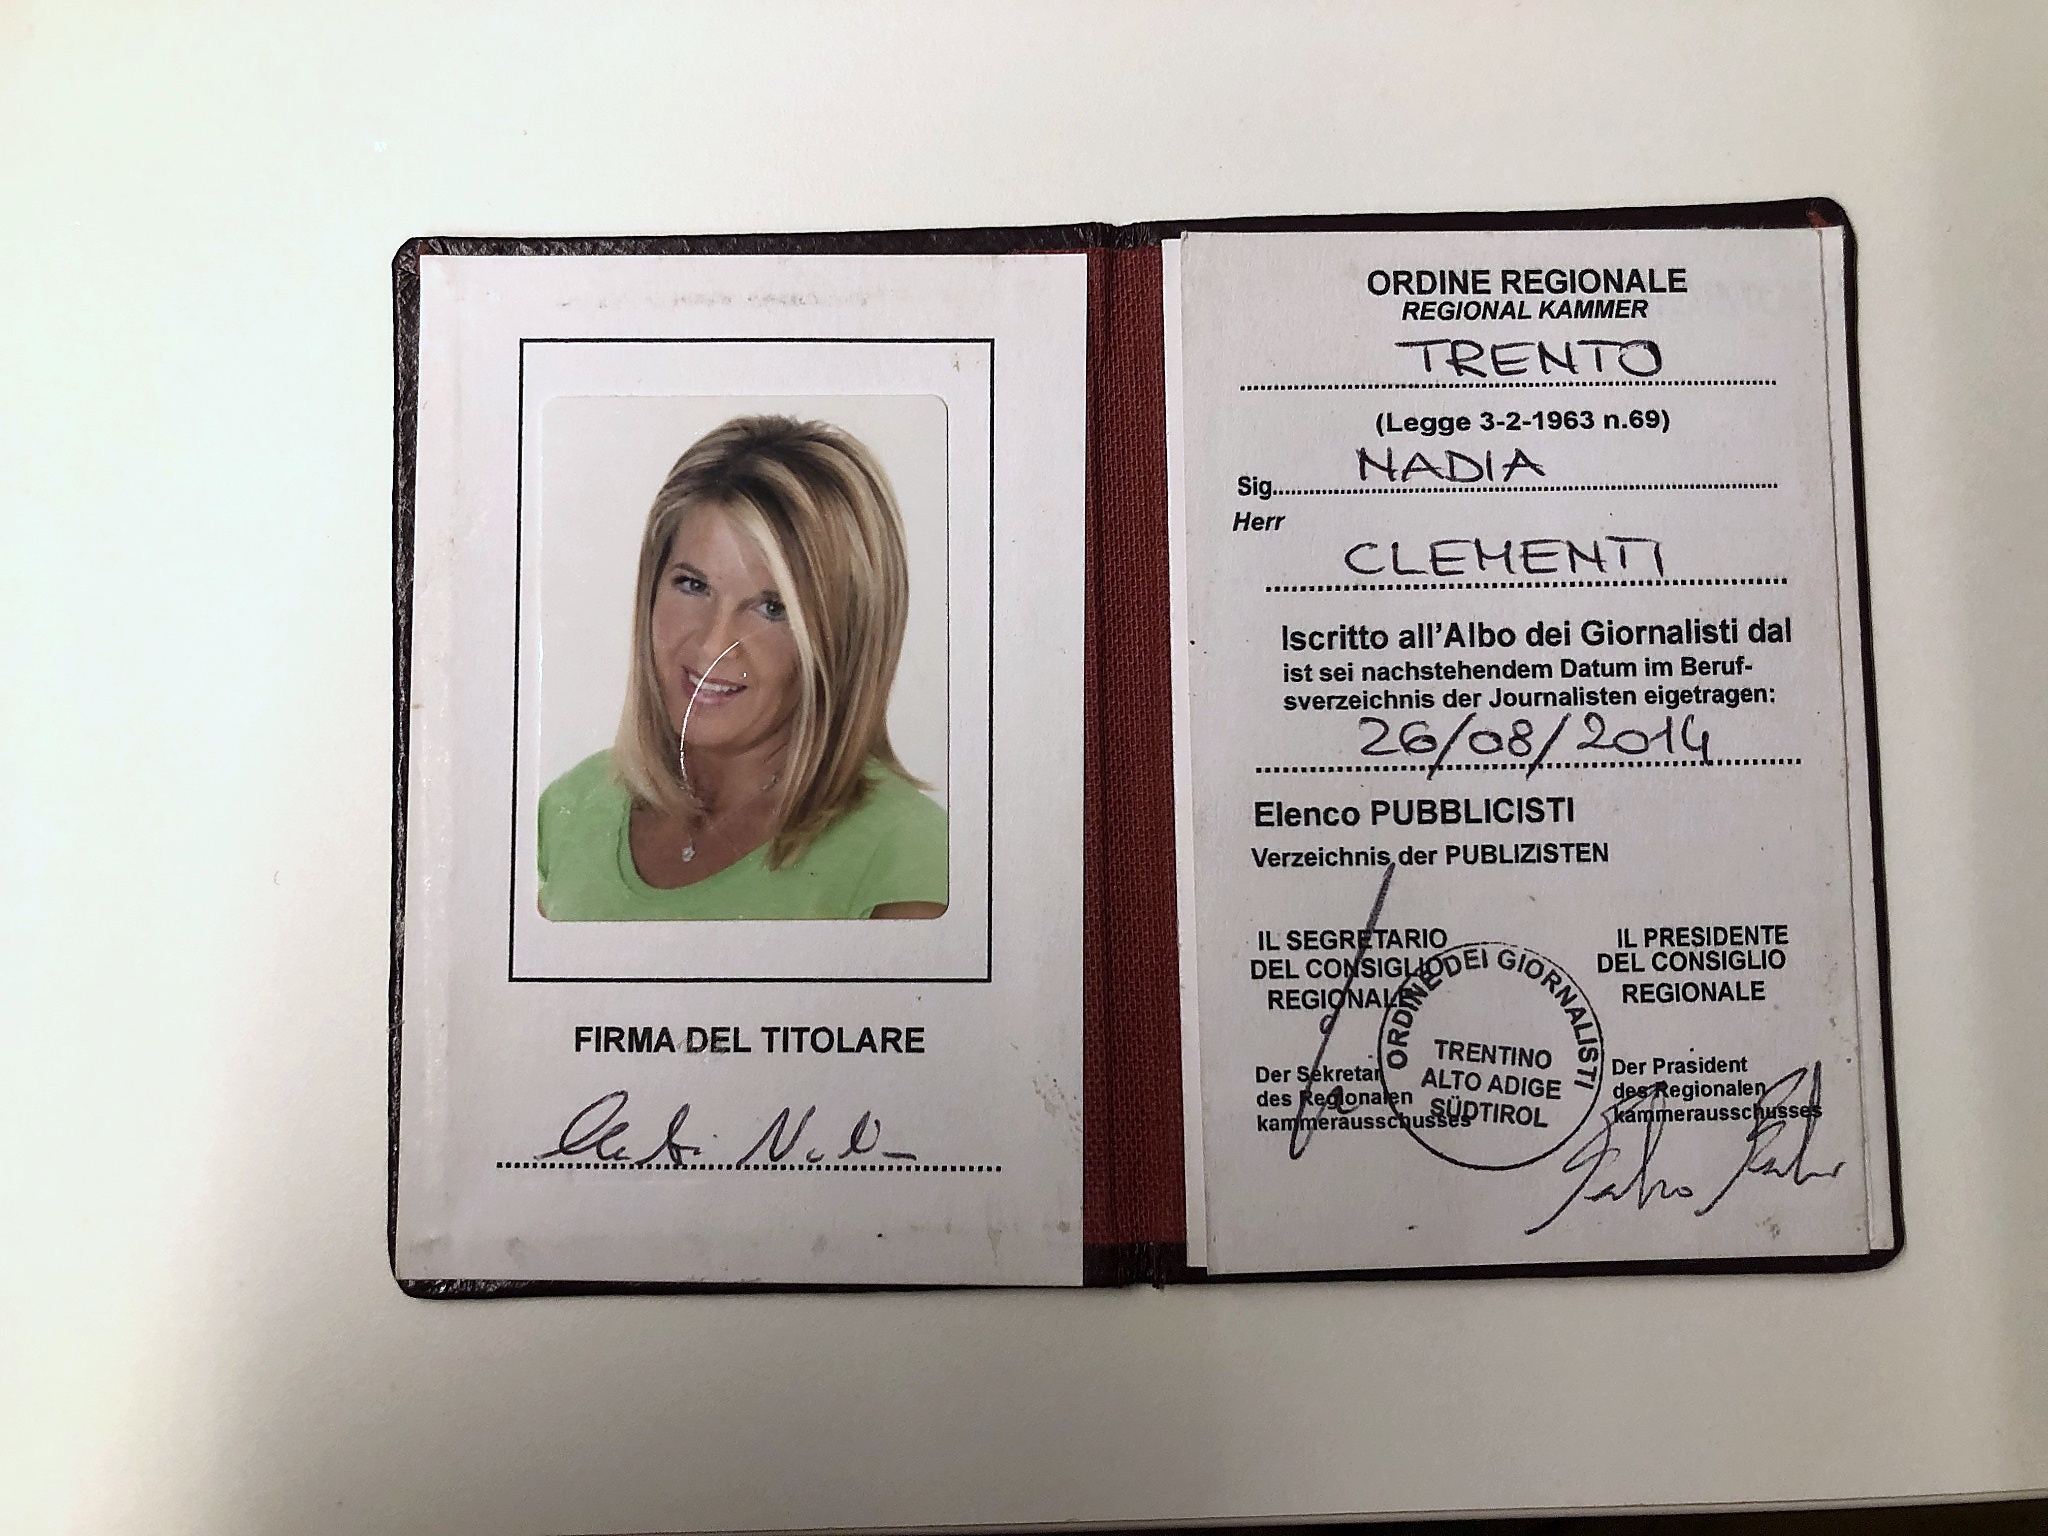 FIRMA DEL TITOLARE
ORDINE REGIONALE
REGIONAL KAMMER
TRENTO
(Legge 3-2-1963 n.69)
Sig. NADIA
Herr
CLEMENTI
Iscritto all'Albo dei Giornalisti dal
ist sei nachstehendem Datum im Beruf-
sverzeichnis der Journalisten eigetragen:
26/08/2014
Elenco PUBBLICISTI
Verzeichnis der PUBLIZISTEN
IL SEGRETARIO
DEL CONSIGLIO
REGIONALE
Der Sekretar
des Regionalen
kammerausschusses
ORDINE DEI GIORNALISTI
TRENTINO
ALTO ADIGE
SÜDTIROL
IL PRESIDENTE
DEL CONSIGLIO
REGIONALE
Der Prasident
des Regionalen
kammerausschusses